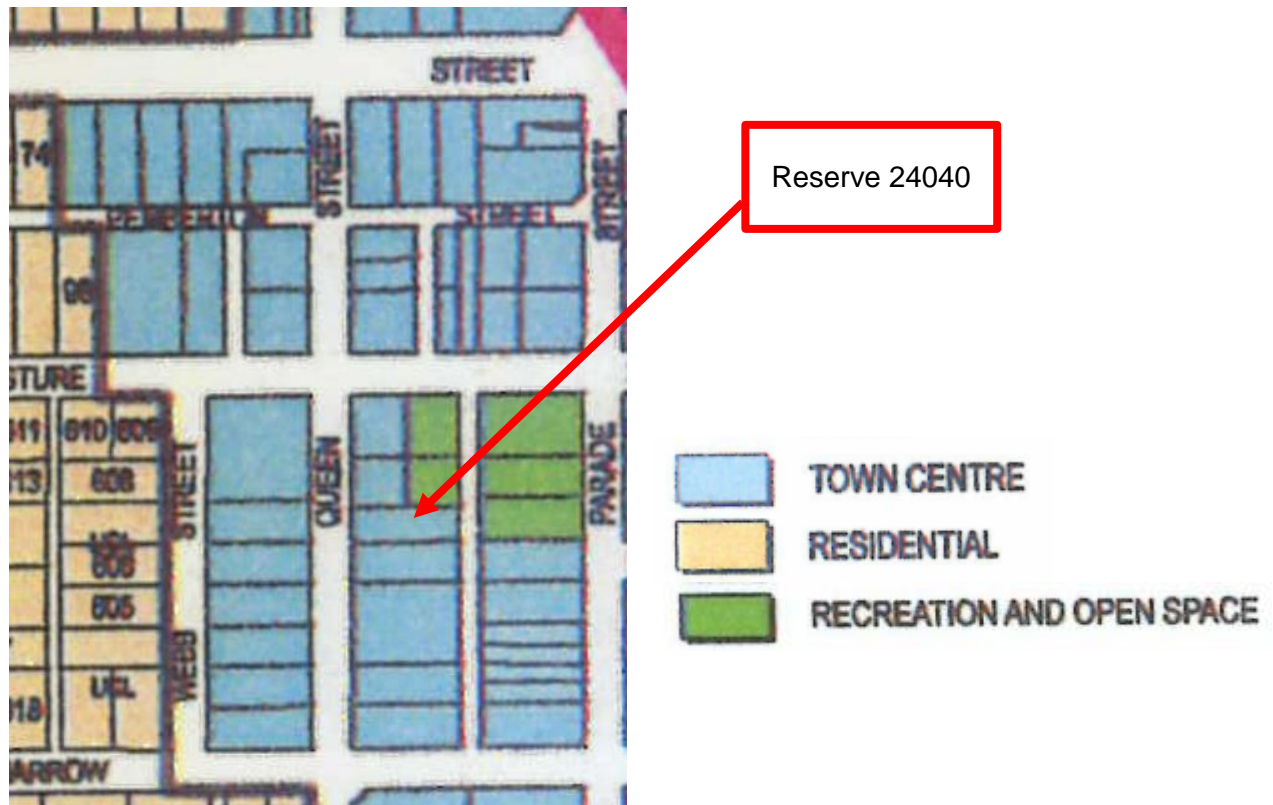 STREET
74
STREET
PEMBERTON
STREET
STREET
98
Reserve 24040
STURE
611
610
609
STREET
QUEEN
PARADE
613
608
UCL
606
605
WEBB
UCL
618
ARROW
TOWN CENTRE
RESIDENTIAL
RECREATION AND OPEN SPACE